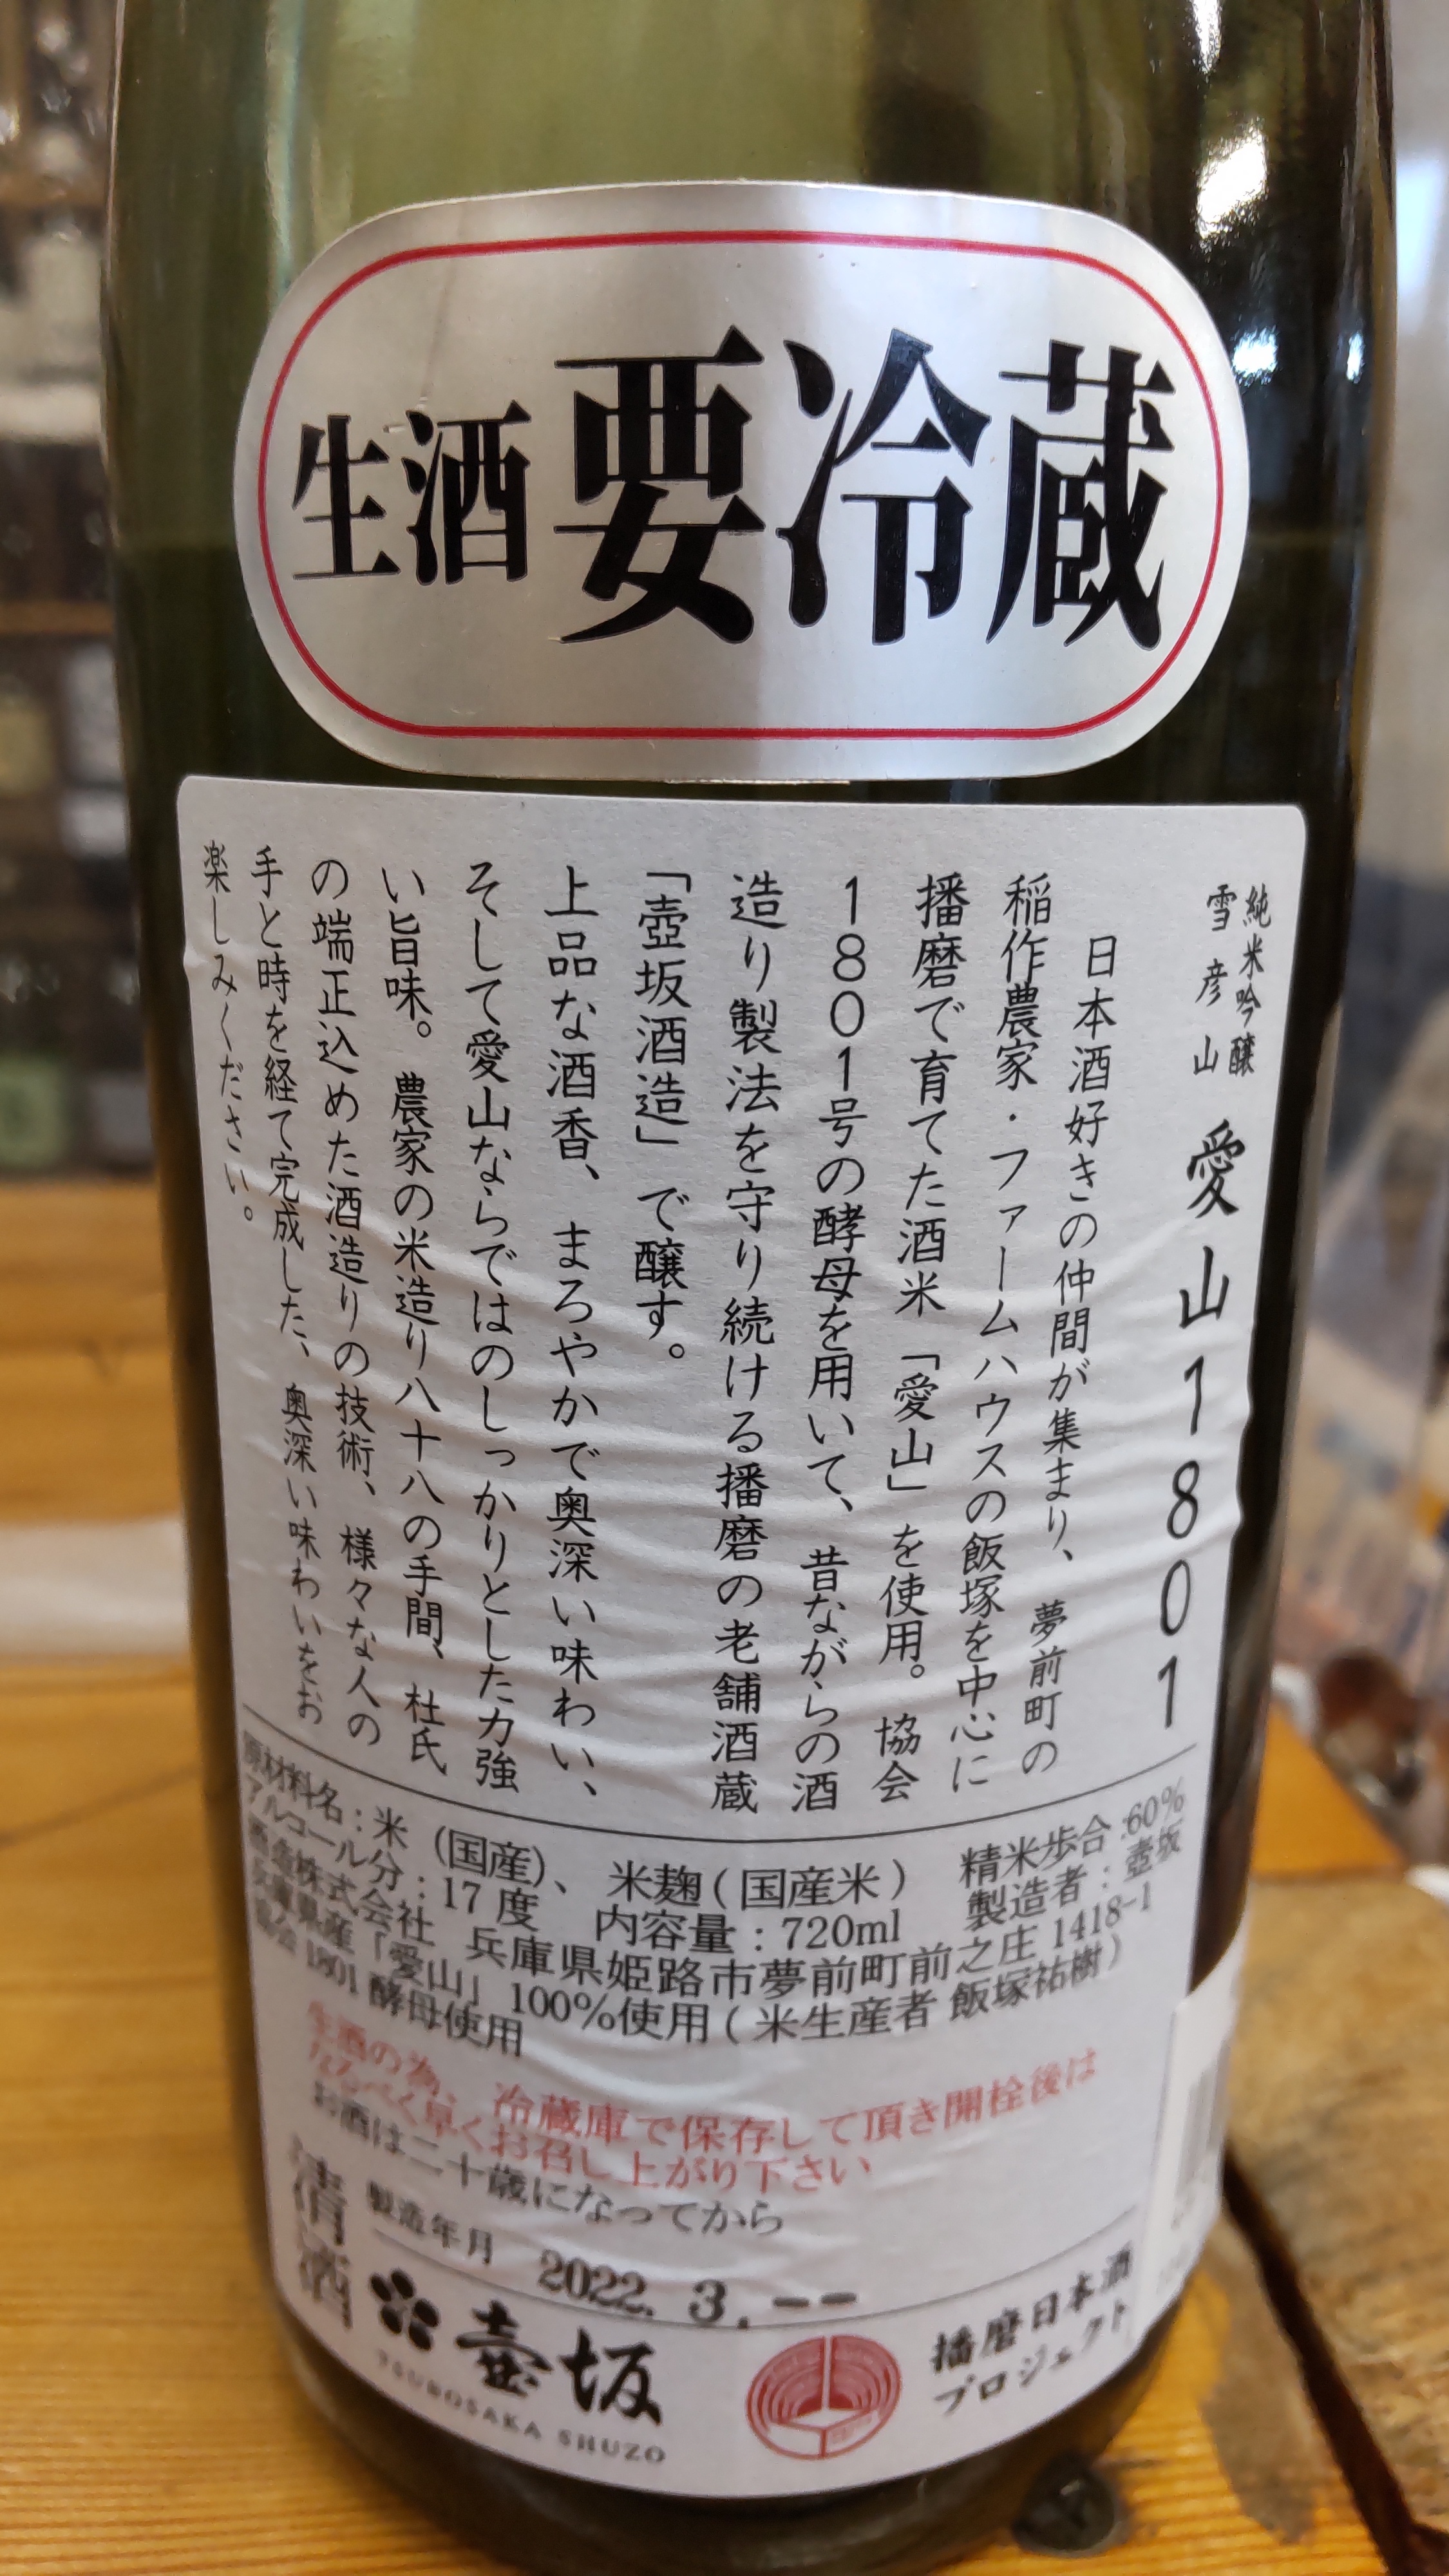 生酒 要冷蔵
純米吟醸
雪彦山
愛山1801
日本酒好きの仲間が集まり、夢前町の
稲作農家・ファームハウスの飯塚を中心に
播磨で育てた酒米「愛山」を使用。協会
1801号の酵母を用いて、昔ながらの酒
造り製法を守り続ける播磨の老舗酒蔵
「壺坂酒造」で醸す。
上品な酒香、まろやかで奥深い味わい、
そして愛山ならではのしっかりとした力強
い旨味。農家の米造り八十八の手間、杜氏
の端正込めた酒造りの技術、様々な人の
手と時を経て完成した、奥深い味わいをお
楽しみください。
原材料名:米(国産)、米麹(国産米) 精米歩合:60%
アルコール分:17度 内容量:720ml 製造者:壺坂
酒造株式会社 兵庫県姫路市夢前町前之庄1418-1
兵庫県産「愛山」100%使用(米生産者 飯塚祐樹)
協会1801酵母使用
生酒の為、冷蔵庫で保存して頂き開栓後は
なるべく早くお召し上がり下さい
お酒は二十歳になってから
製造年月 2022. 3. --
清酒
壺坂
TSUBOSAKA SHUZO
播磨日本酒
プロジェクト